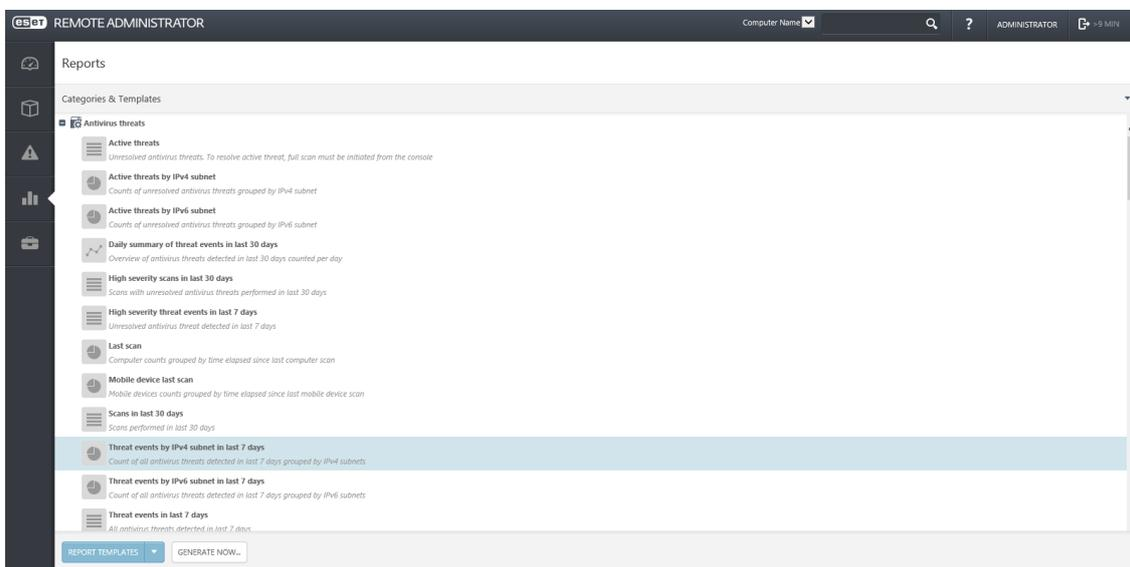 eset REMOTE ADMINISTRATOR
Computer Name
?
ADMINISTRATOR
>9 MIN
Reports
Categories & Templates
Antivirus threats
Active threats
Unresolved antivirus threats. To resolve active threat, full scan must be initiated from the console
Active threats by IPv4 subnet
Counts of unresolved antivirus threats grouped by IPv4 subnet
Active threats by IPv6 subnet
Counts of unresolved antivirus threats grouped by IPv6 subnet
Daily summary of threat events in last 30 days
Overview of antivirus threats detected in last 30 days counted per day
High severity scans in last 30 days
Scans with unresolved antivirus threats performed in last 30 days
High severity threat events in last 7 days
Unresolved antivirus threat detected in last 7 days
Last scan
Computer counts grouped by time elapsed since last computer scan
Mobile device last scan
Mobile devices counts grouped by time elapsed since last mobile device scan
Scans in last 30 days
Scans performed in last 30 days
Threat events by IPv4 subnet in last 7 days
Count of all antivirus threats detected in last 7 days grouped by IPv4 subnets
Threat events by IPv6 subnet in last 7 days
Count of all antivirus threats detected in last 7 days grouped by IPv6 subnets
Threat events in last 7 days
All antivirus threats detected in last 7 days
REPORT TEMPLATES
GENERATE NOW...